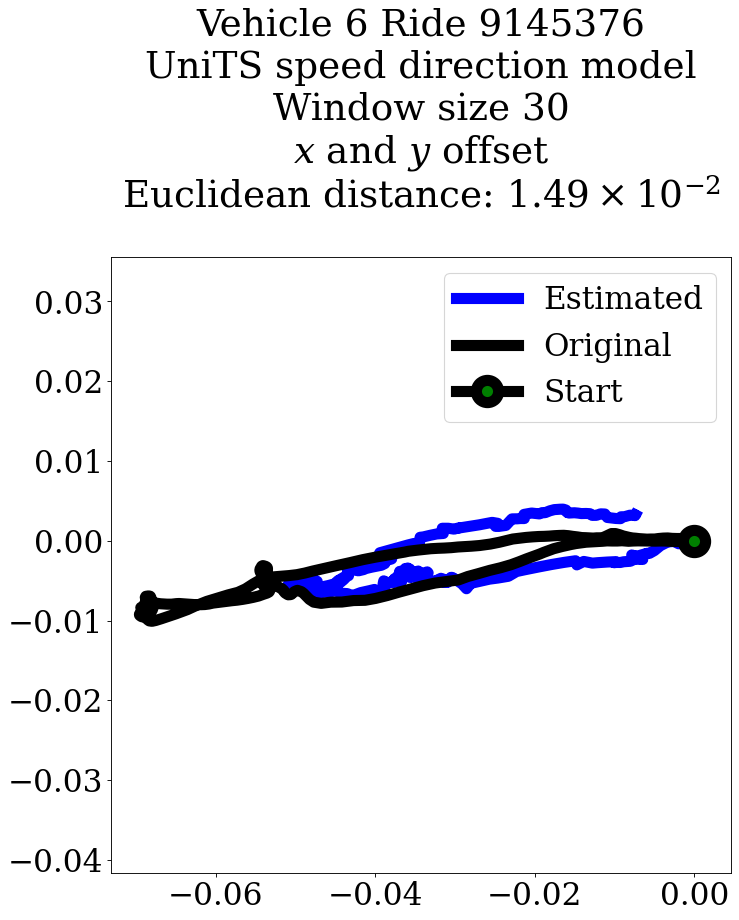 Vehicle 6 Ride 9145376
UniTS speed direction model
Window size 30
x and y offset
Euclidean distance: 1.49 × 10⁻²
Estimated
Original
Start
0.03
0.02
0.01
0.00
−0.01
−0.02
−0.03
−0.04
−0.06 −0.04 −0.02 0.00